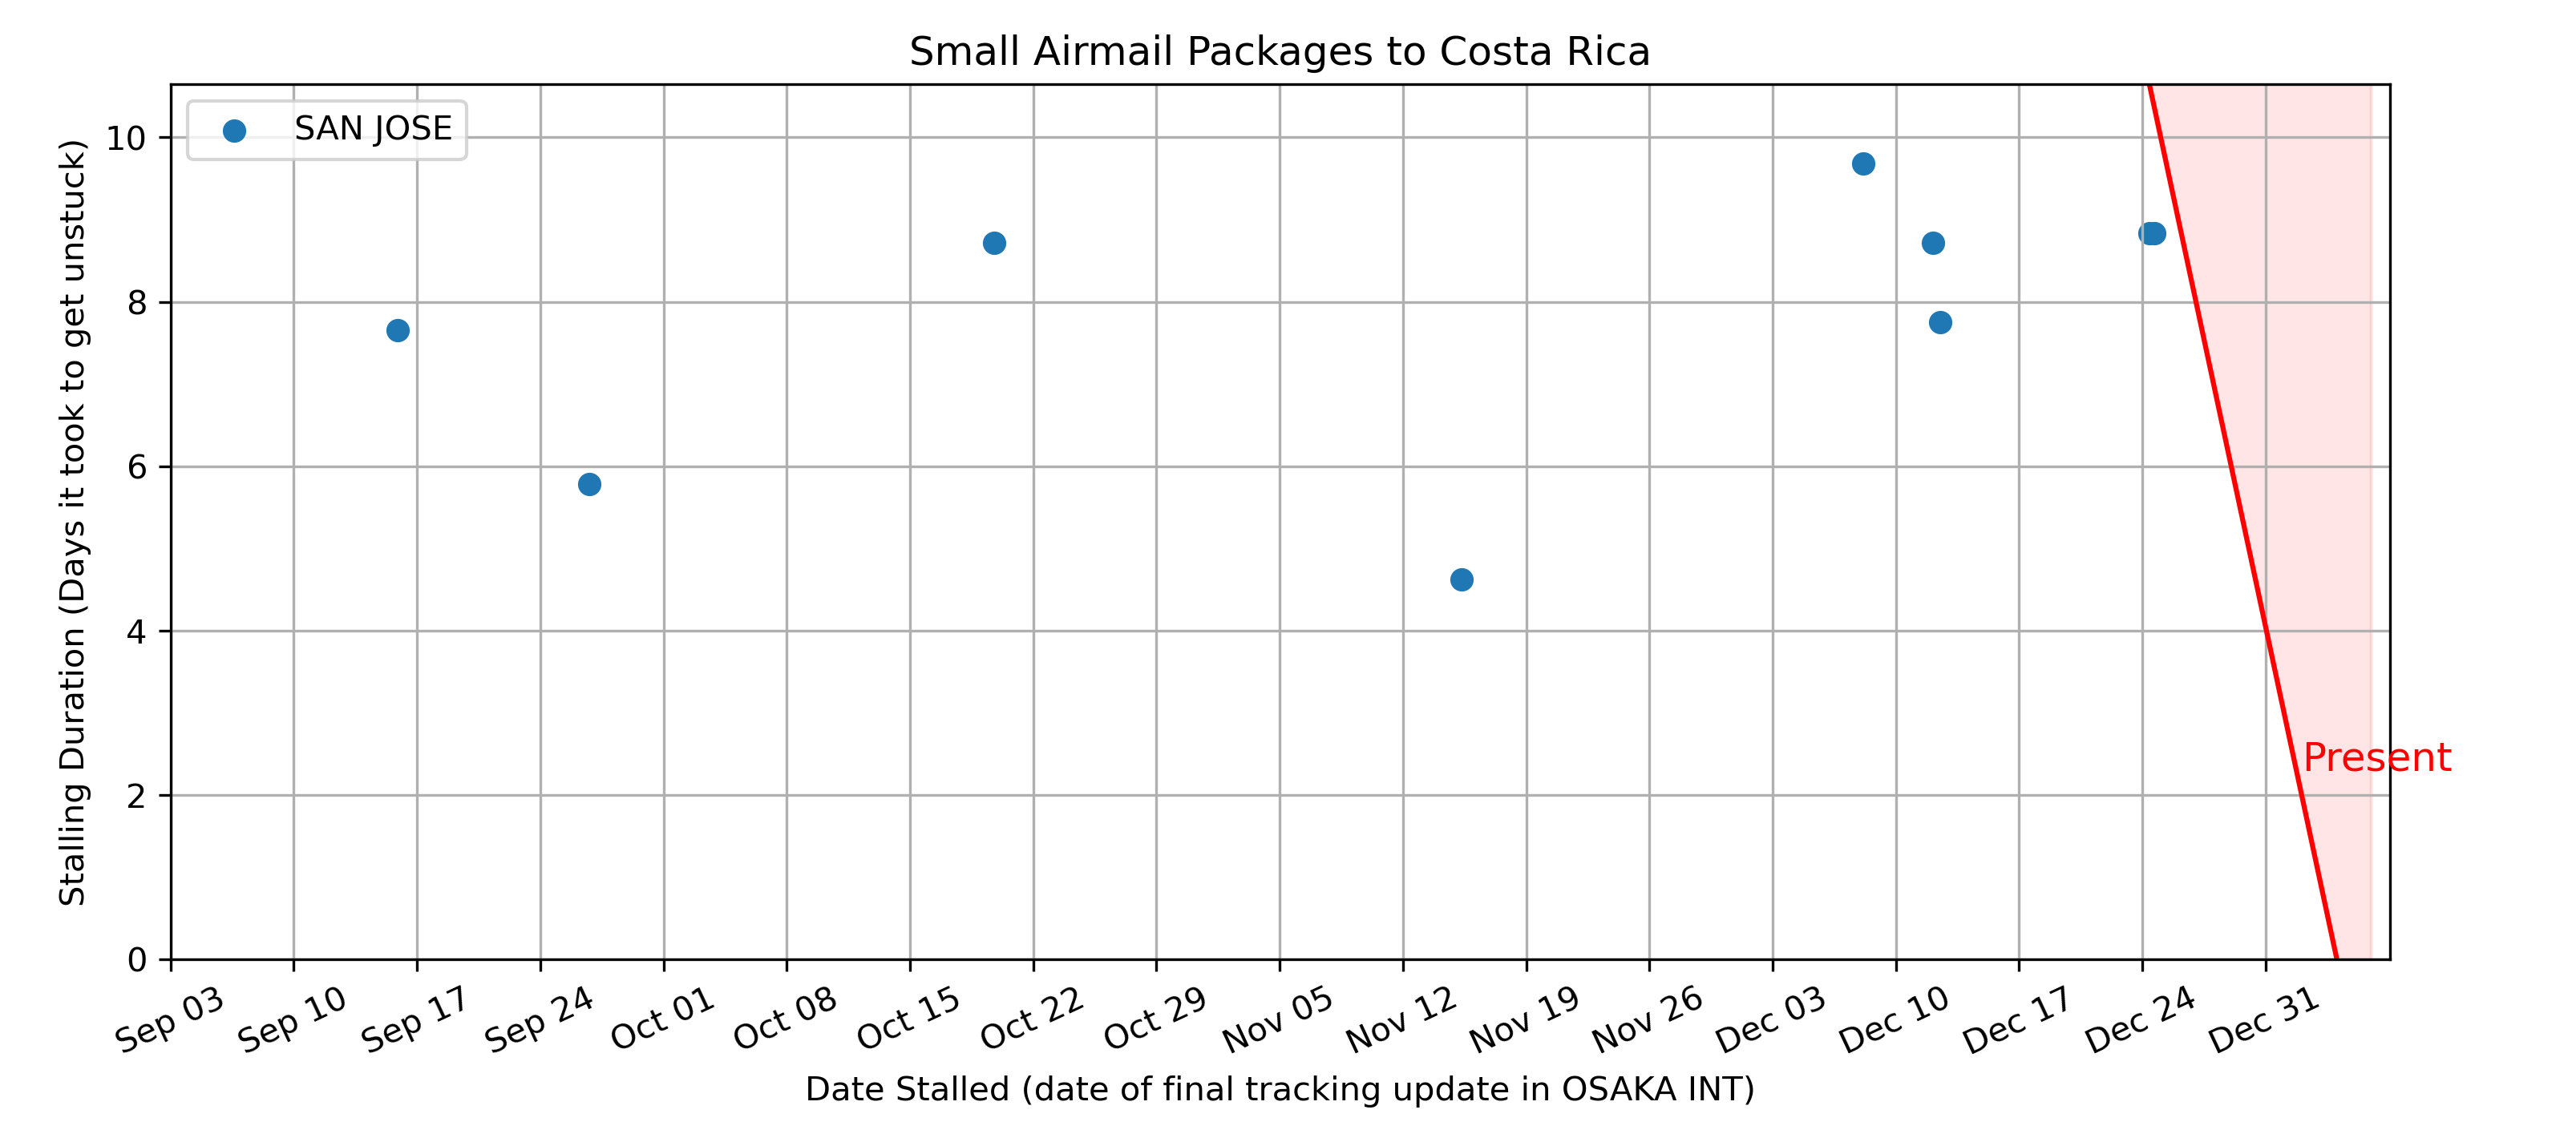 Small Airmail Packages to Costa Rica
SAN JOSE
Stalling Duration (Days it took to get unstuck)
10
8
6
4
2
0
Present
Sep 03 Sep 10 Sep 17 Sep 24 Oct 01 Oct 08 Oct 15 Oct 22 Oct 29 Nov 05 Nov 12 Nov 19 Nov 26 Dec 03 Dec 10 Dec 17 Dec 24 Dec 31
Date Stalled (date of final tracking update in OSAKA INT)